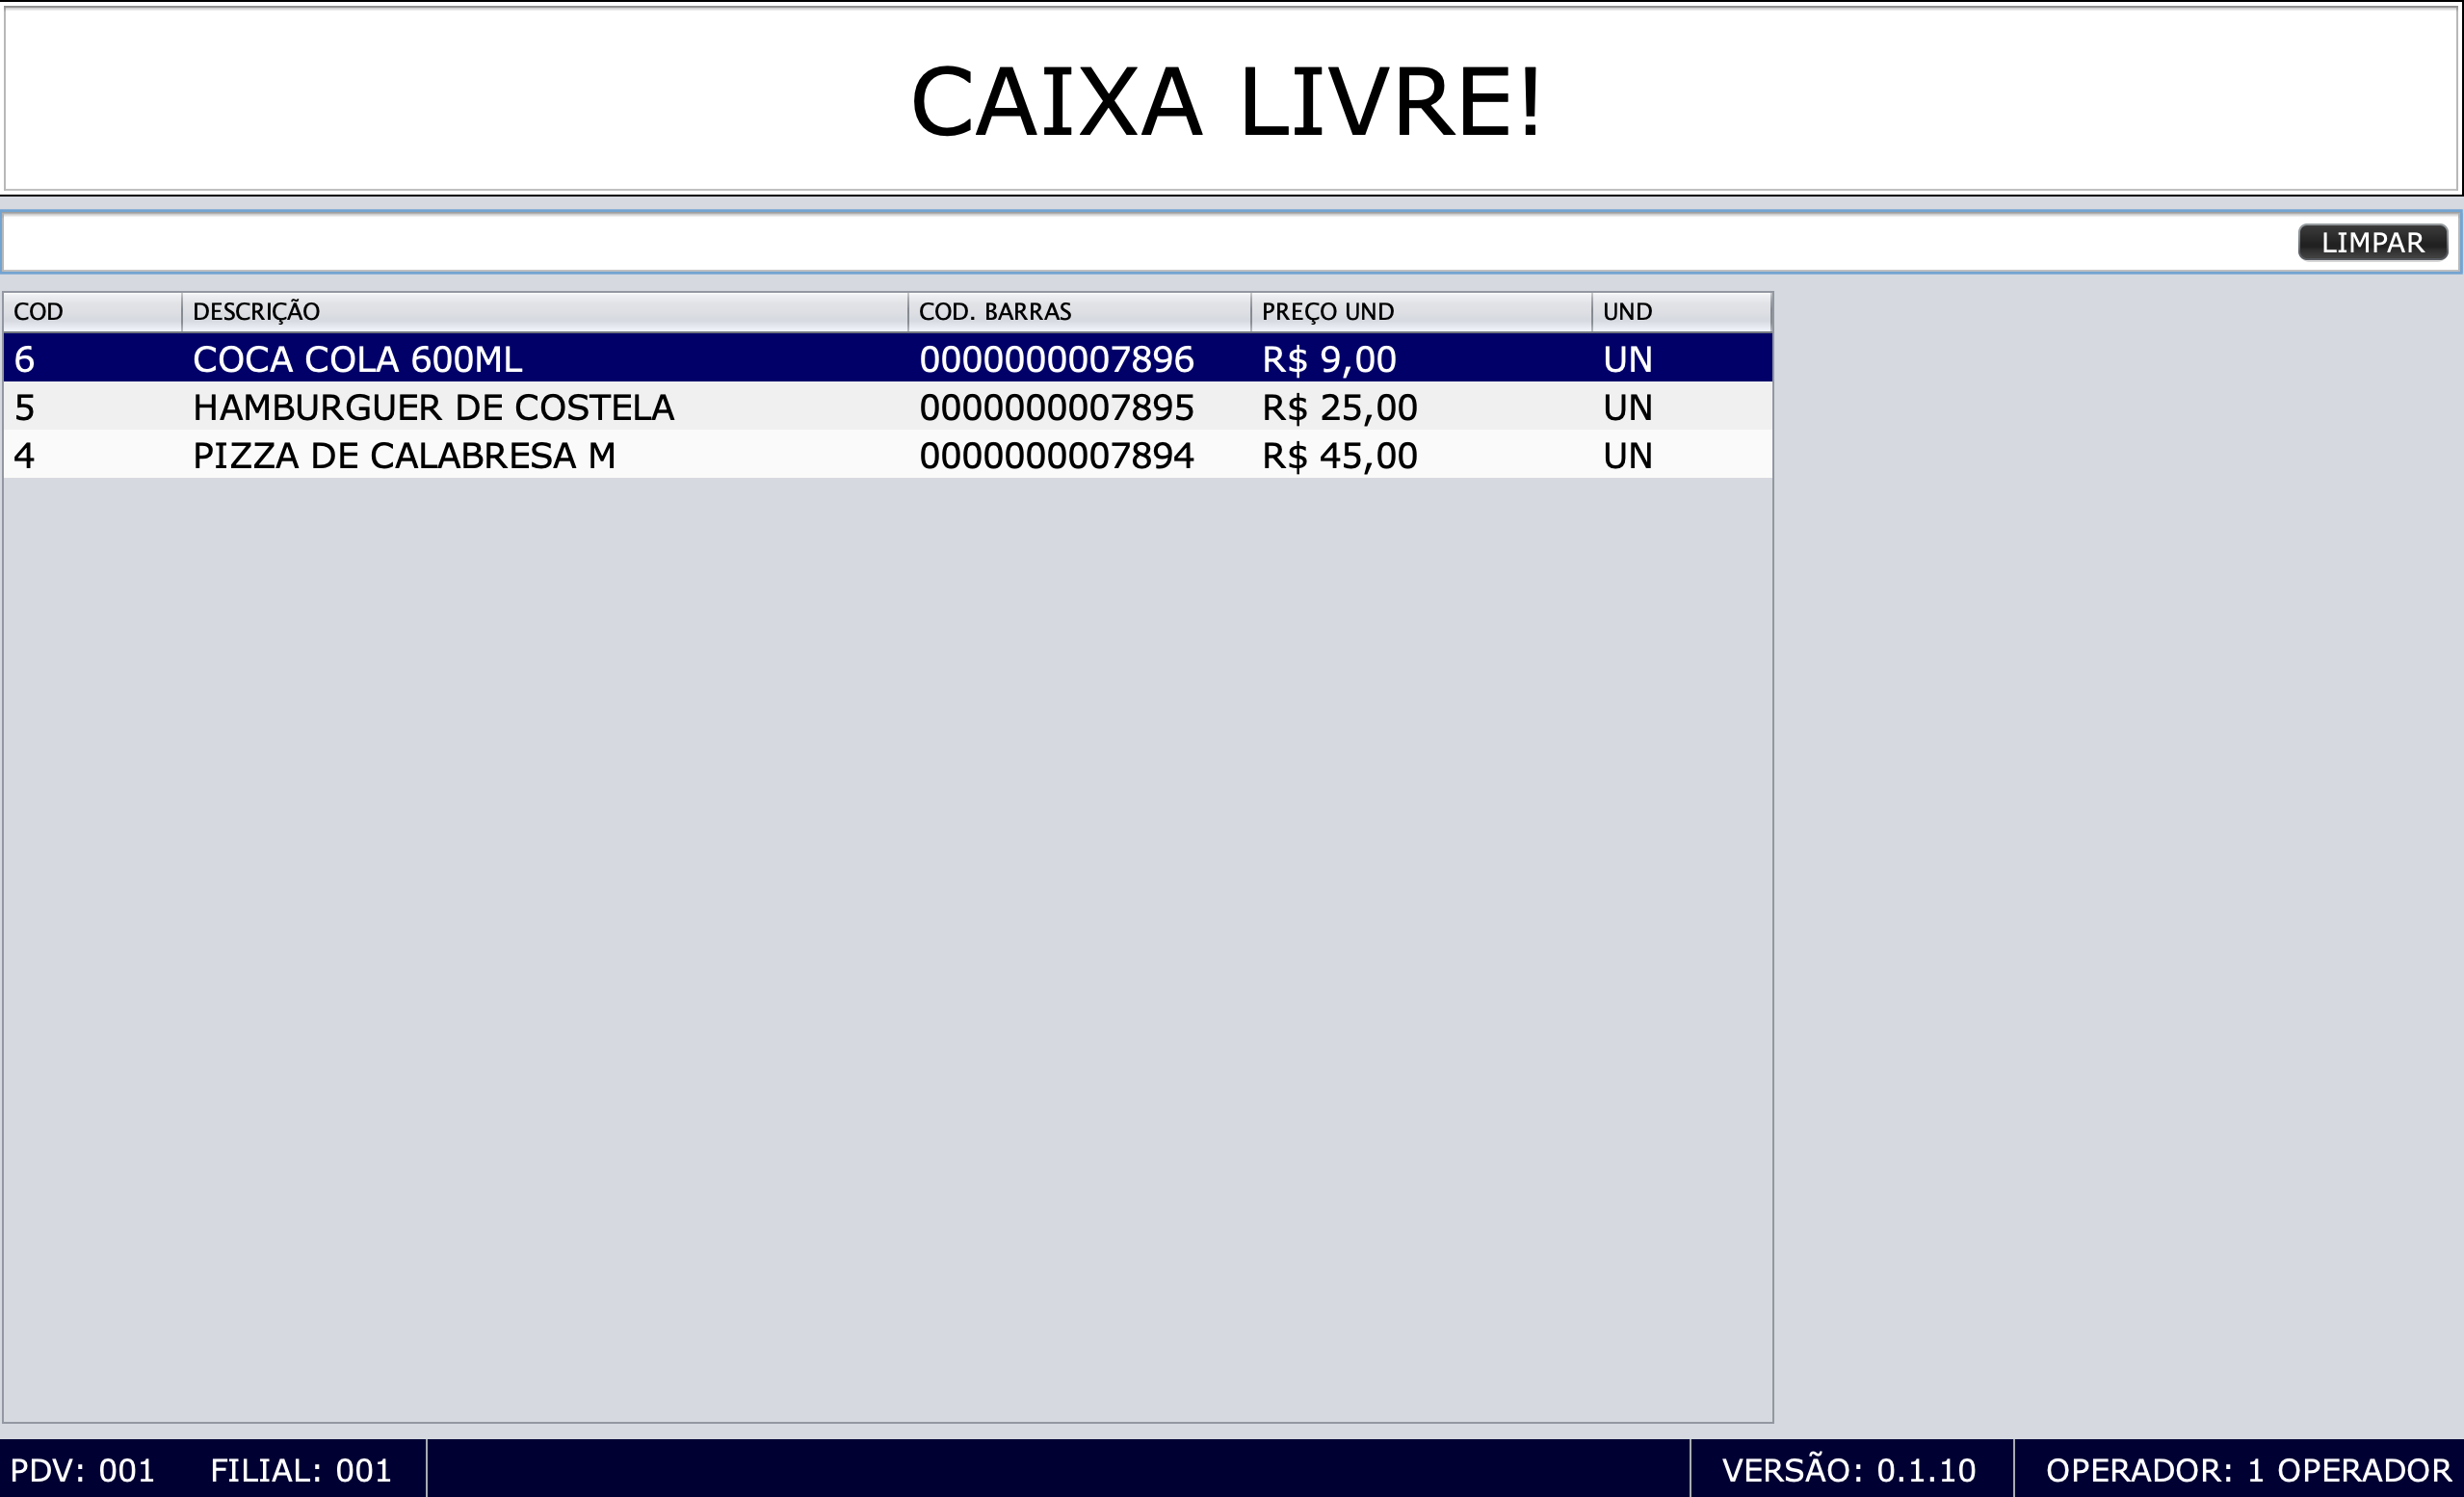 CAIXA LIVRE!
LIMPAR
COD DESCRIÇÃO COD. BARRAS PREÇO UND UND
6 COCA COLA 600ML 0000000007896 R$ 9,00 UN
5 HAMBURGUER DE COSTELA 0000000007895 R$ 25,00 UN
4 PIZZA DE CALABRESA M 0000000007894 R$ 45,00 UN
PDV: 001 FILIAL: 001 VERSÃO: 0.1.10 OPERADOR: 1 OPERADOR